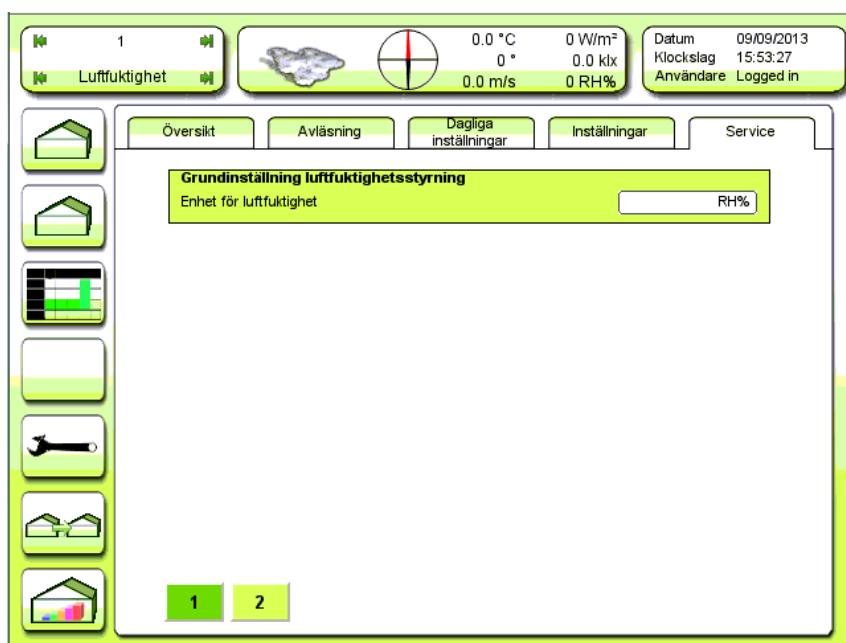 1
Luftfuktighet
0.0 °C 0 W/m²
0 ° 0.0 klx
0.0 m/s 0 RH%
Datum 09/09/2013
Klockslag 15:53:27
Användare Logged in
Översikt Avläsning Dagliga inställningar Inställningar Service
Grundinställning luftfuktighetsstyrning
Enhet för luftfuktighet RH%
1 2